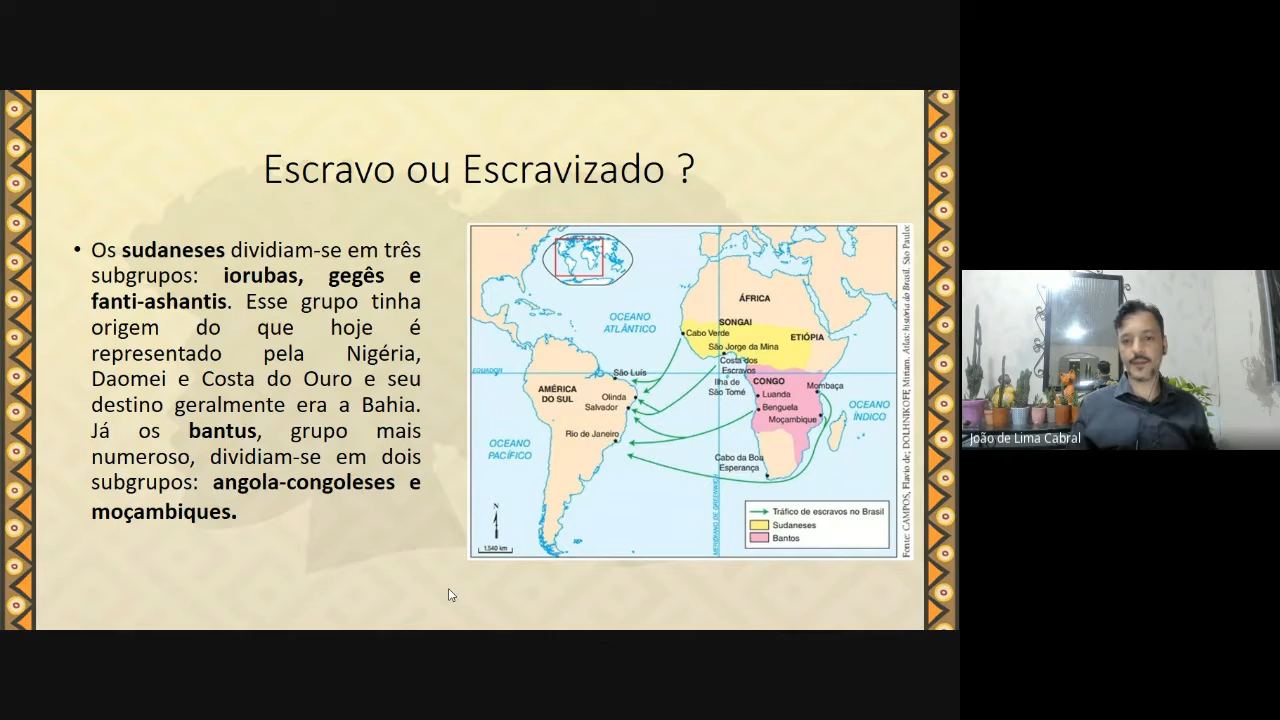 Escravo ou Escravizado ?
• Os sudaneses dividiam-se em três
subgrupos: iorubas, gegês e
fanti-ashantis. Esse grupo tinha
origem do que hoje é
representado pela Nigéria,
Daomei e Costa do Ouro e seu
destino geralmente era a Bahia.
Já os bantus, grupo mais
numeroso, dividiam-se em dois
subgrupos: angola-congoleses e
moçambiques.
ÁFRICA
OCEANO
ATLÂNTICO
SONGAI
Cabo Verde
ETIÓPIA
São Jorge da Mina
Costa dos
Escravos
EQUADOR
São Luís
Ilha de
São Tomé
CONGO
Mombaça
AMÉRICA
DO SUL
Olinda
Salvador
Luanda
Benguela
Moçambique
OCEANO
ÍNDICO
Rio de Janeiro
OCEANO
PACÍFICO
Cabo da Boa
Esperança
MERIDIANO DE GREENWICH
N
1.540 km
Tráfico de escravos no Brasil
Sudaneses
Bantos
Fonte: CAMPOS, Flavio de; DOLHNIKOFF, Miriam. Atlas: história do Brasil. São Paulo:
João de Lima Cabral